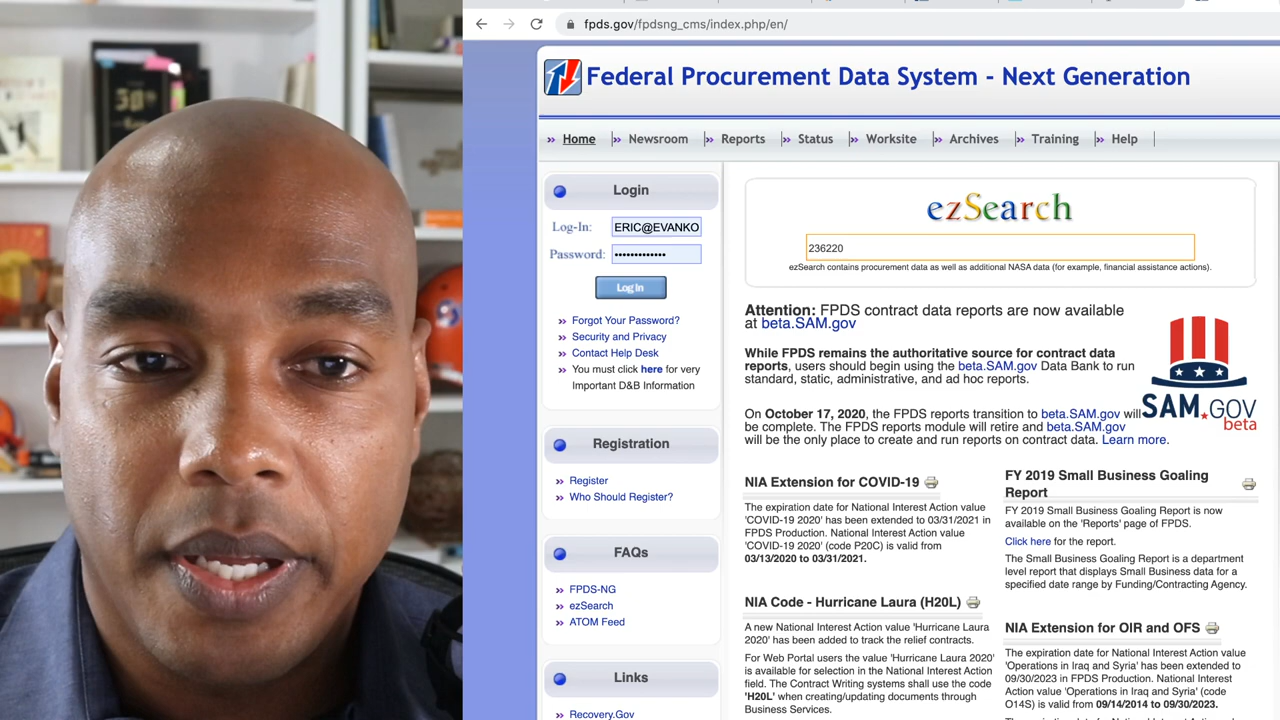 fpds.gov/fpdsng_cms/index.php/en/
Federal Procurement Data System - Next Generation
Home
Newsroom
Reports
Status
Worksite
Archives
Training
Help
Login
Log-In: ERIC@EVANKO
Password: •••••••••••••
Log In
Forgot Your Password?
Security and Privacy
Contact Help Desk
You must click here for very
Important D&B Information
Registration
Register
Who Should Register?
FAQs
FPDS-NG
ezSearch
ATOM Feed
Links
Recovery.Gov
ezSearch
236220
ezSearch contains procurement data as well as additional NASA data (for example, financial assistance actions).
Attention: FPDS contract data reports are now available
at beta.SAM.gov
While FPDS remains the authoritative source for contract data
reports, users should begin using the beta.SAM.gov Data Bank to run
standard, static, administrative, and ad hoc reports.
On October 17, 2020, the FPDS reports transition to beta.SAM.gov will
be complete. The FPDS reports module will retire and beta.SAM.gov
will be the only place to create and run reports on contract data. Learn more.
SAM.GOV
beta
NIA Extension for COVID-19
The expiration date for National Interest Action value
'COVID-19 2020' has been extended to 03/31/2021 in
FPDS Production. National Interest Action value
'COVID-19 2020' (code P20C) is valid from
03/13/2020 to 03/31/2021.
NIA Code - Hurricane Laura (H20L)
A new National Interest Action value 'Hurricane Laura
2020' has been added to track the relief contracts.
For Web Portal users the value 'Hurricane Laura 2020'
is available for selection in the National Interest Action
field. The Contract Writing systems shall use the code
'H20L' when creating/updating documents through
Business Services.
FY 2019 Small Business Goaling
Report
FY 2019 Small Business Goaling Report is now
available on the 'Reports' page of FPDS.
Click here for the report.
The Small Business Goaling Report is a department
level report that displays Small Business data for a
specified date range by Funding/Contracting Agency.
NIA Extension for OIR and OFS
The expiration date for National Interest Action value
'Operations in Iraq and Syria' has been extended to
09/30/2023 in FPDS Production. National Interest
Action value 'Operations in Iraq and Syria' (code
O14S) is valid from 09/14/2014 to 09/30/2023.